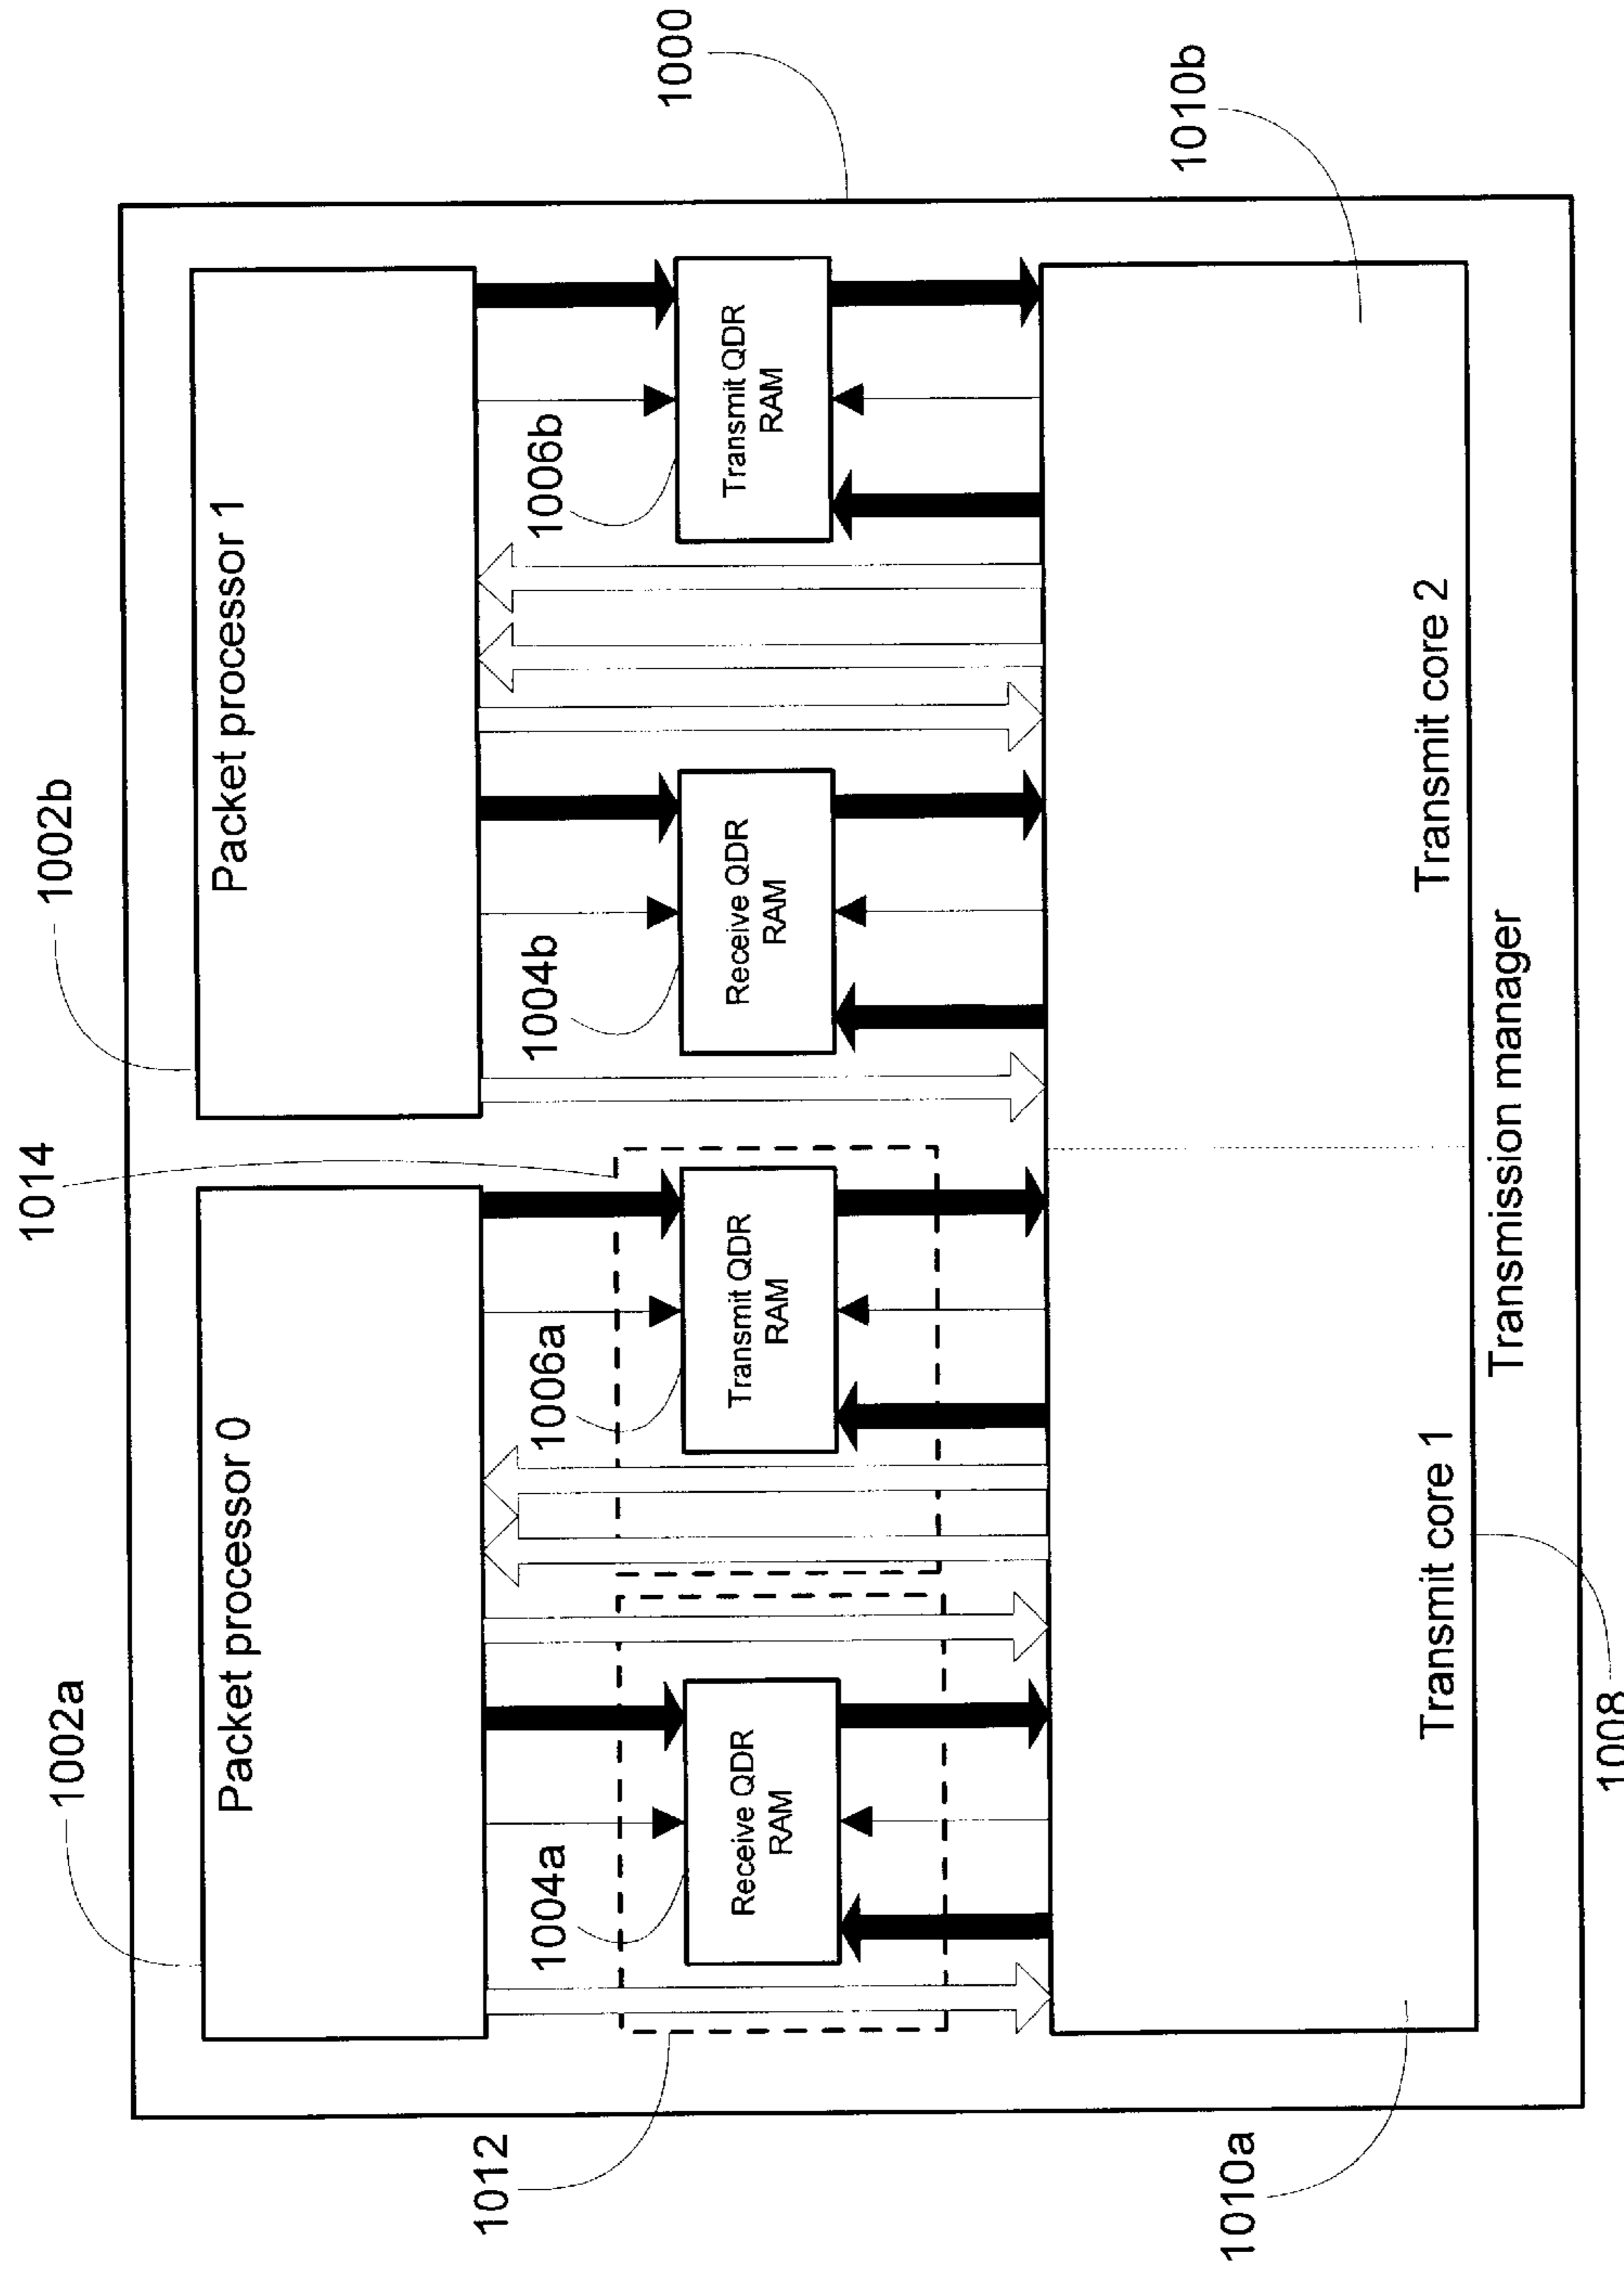 1000
1014
1002a
1002b
Packet processor 0
Packet processor 1
1004a
1006a
1004b
1006b
Receive QDR
RAM
Transmit QDR
RAM
Receive QDR
RAM
Transmit QDR
RAM
1012
1010b
Transmit core 1
Transmit core 2
1010a
Transmission manager
1008